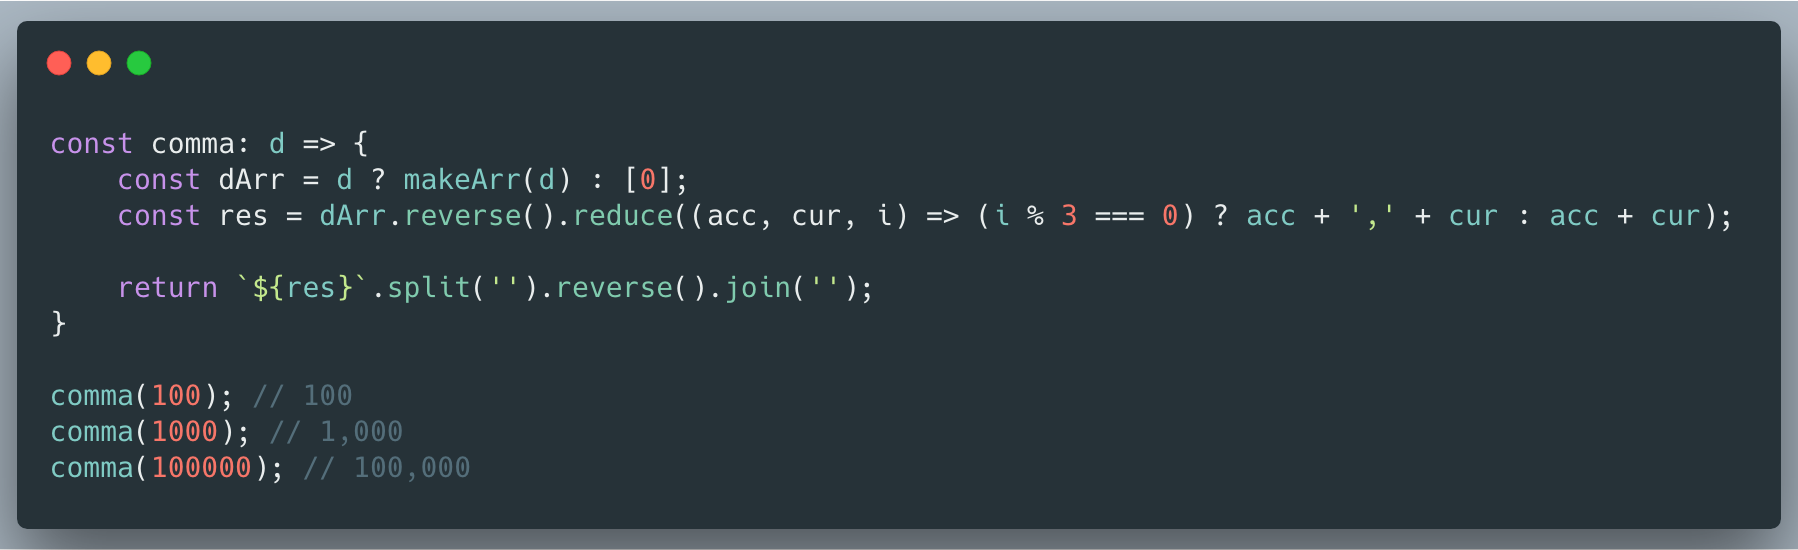 const comma: d => {
    const dArr = d ? makeArr(d) : [0];
    const res = dArr.reverse().reduce((acc, cur, i) => (i % 3 === 0) ? acc + ',' + cur : acc + cur);

    return `${res}`.split('').reverse().join('');
}

comma(100); // 100
comma(1000); // 1,000
comma(100000); // 100,000